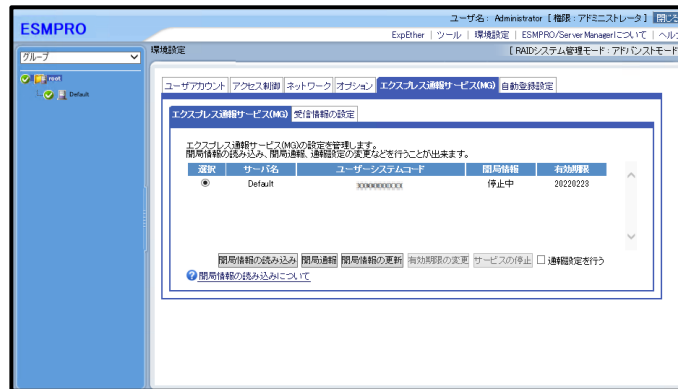 ESMPRO
ユーザ名: Administrator [権限:アドミニストレータ] 閉じる
ExpEther | ツール | 環境設定 | ESMPRO/ServerManagerについて | ヘル
グループ
環境設定
[ RAIDシステム管理モード:アドバンストモード
root
Default
ユーザアカウント アクセス制御 ネットワーク オプション エクスプレス通報サービス(MG) 自動登録設定
エクスプレス通報サービス(MG) 受信情報の設定
エクスプレス通報サービス(MG)の設定を管理します。
開局情報の読み込み、開局通報、通報設定の変更などを行うことが出来ます。
選択 サーバ名 ユーザーシステムコード 開局情報 有効期限
Default XXXXXXXXXXX 停止中 20220223
開局情報の読み込み 開局通報 開局情報の更新 有効期限の変更 サービスの停止 通報設定を行う
開局情報の読み込みについて